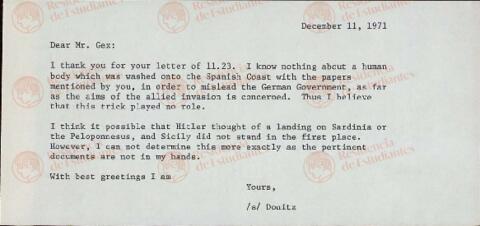 December 11, 1971
Dear Mr. Gex:
I thank you for your letter of 11.23. I know nothing about a human
body which was washed onto the Spanish Coast with the papers
mentioned by you, in order to mislead the German Government, as far
as the aims of the allied invasion is concerned. Thus I believe
that this trick played no role.
I think it possible that Hitler thought of a landing on Sardinia or
the Peloponnesus, and Sicily did not stand in the first place.
However, I can not determine this more exactly as the pertinent
documents are not in my hands.
With best greetings I am
Yours,
/s/ Donitz
Residencia
de Estudiantes